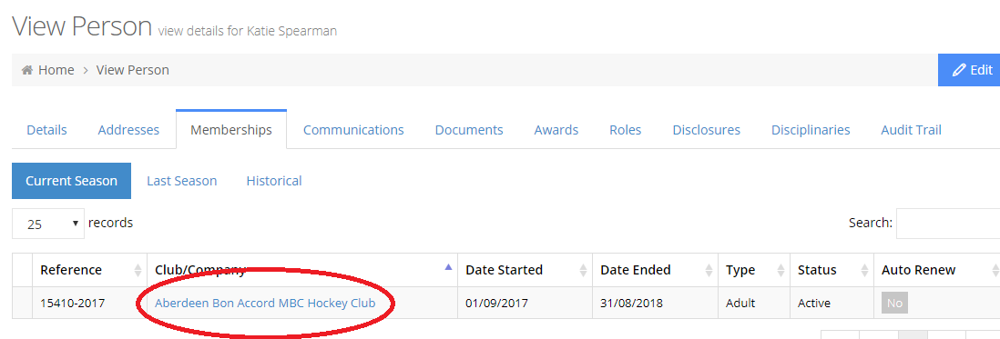 View Person view details for Katie Spearman
Home > View Person Edit
Details Addresses Memberships Communications Documents Awards Roles Disclosures Disciplinaries Audit Trail
Current Season Last Season Historical
25 records Search:
Reference Club/Company Date Started Date Ended Type Status Auto Renew
15410-2017 Aberdeen Bon Accord MBC Hockey Club 01/09/2017 31/08/2018 Adult Active No